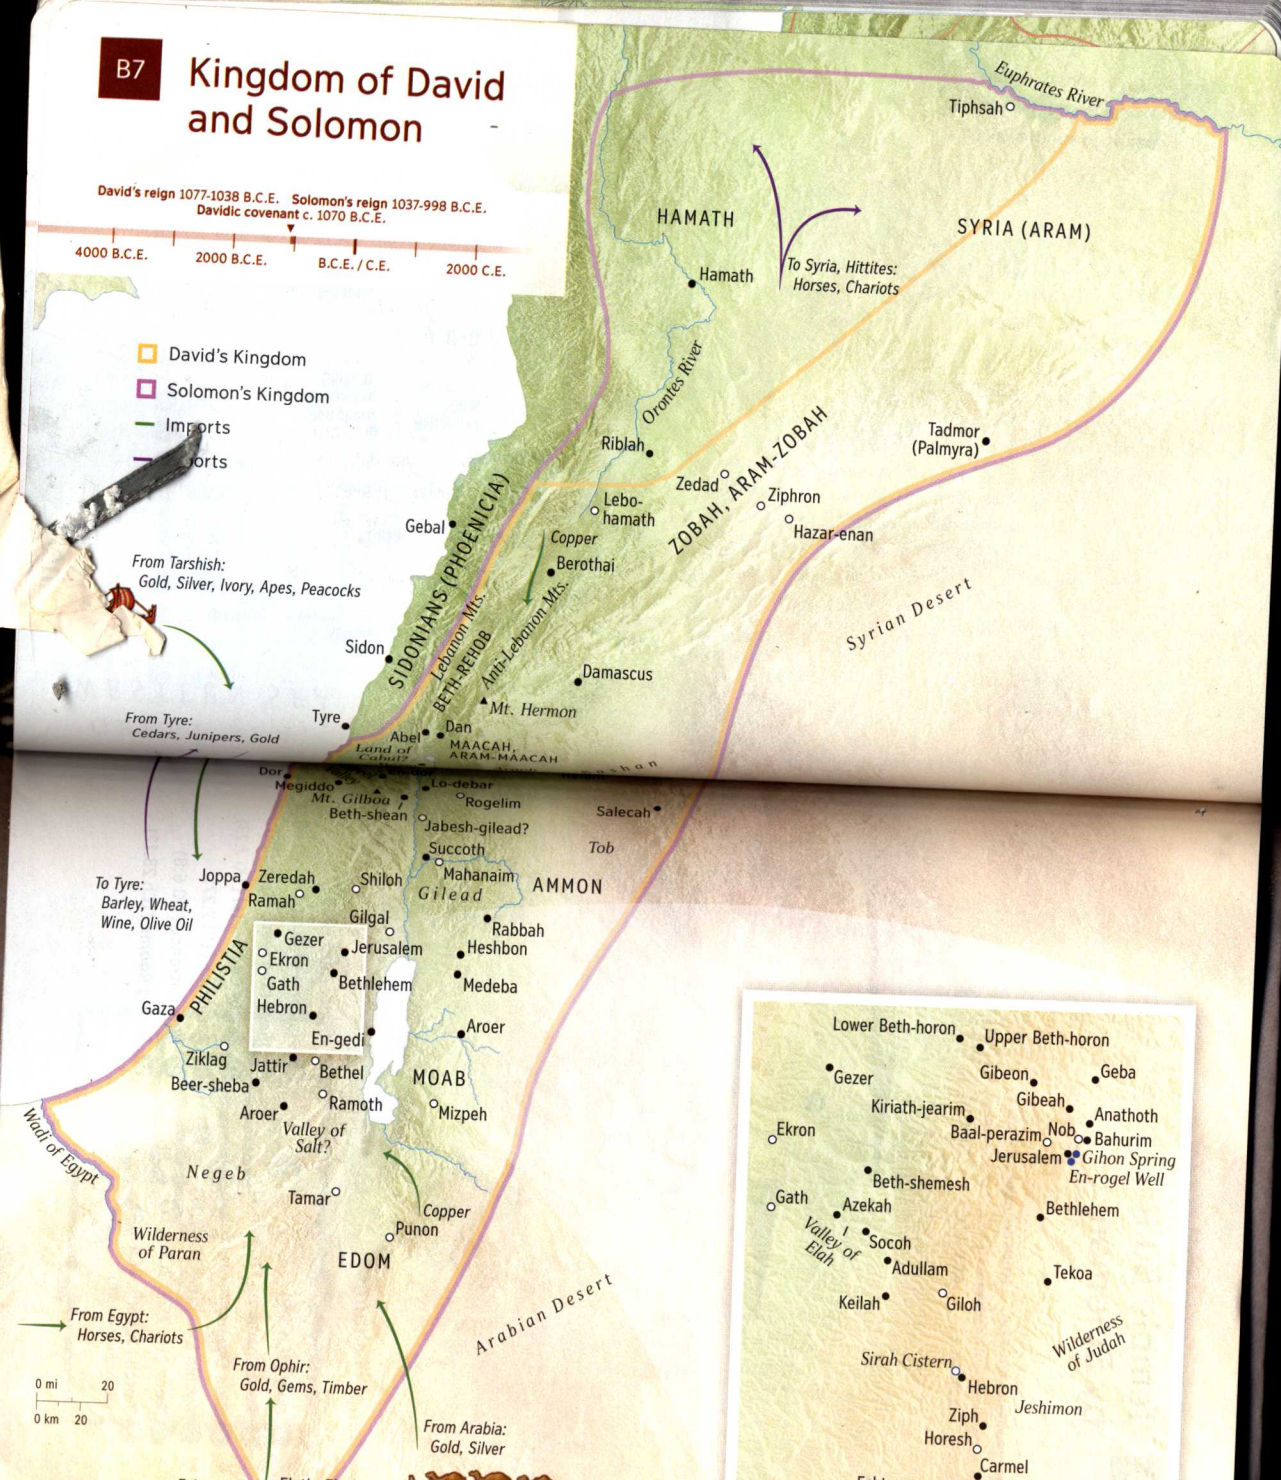 B7
Kingdom of David
and Solomon
David's reign 1077-1038 B.C.E. Solomon's reign 1037-998 B.C.E.
Davidic covenant c. 1070 B.C.E.
4000 B.C.E.
2000 B.C.E.
B.C.E. / C.E.
2000 C.E.
David's Kingdom
Solomon's Kingdom
Imports
orts
Euphrates River
Tiphsah
HAMATH
SYRIA (ARAM)
Hamath
To Syria, Hittites:
Horses, Chariots
Orontes River
Riblah
Tadmor
(Palmyra)
Zedad
ZOBAH, ARAM-ZOBAH
Ziphron
Lebo-
hamath
Hazar-enan
Gebal
SIDONIANS (PHOENICIA)
Copper
Berothai
From Tarshish:
Gold, Silver, Ivory, Apes, Peacocks
Lebanon Mts.
BETH-REHOB
Anti-Lebanon Mts.
Syrian Desert
Sidon
Damascus
Mt. Hermon
From Tyre:
Cedars, Junipers, Gold
Tyre
Abel
Dan
MAACAH,
ARAM-MAACAH
Land of
Cabul?
Dor
Megiddo
Lo-debar
Mt. Gilboa
Rogelim
Beth-shean
Salecah
Jabesh-gilead?
Tob
Succoth
Mahanaim
Joppa
Zeredah
Shiloh
Gilead
AMMON
To Tyre:
Barley, Wheat,
Wine, Olive Oil
Ramah
Gilgal
Rabbah
Gezer
Jerusalem
Heshbon
PHILISTIA
Ekron
Gath
Bethlehem
Medeba
Gaza
Hebron
En-gedi
Aroer
Ziklag
Jattir
Bethel
MOAB
Beer-sheba
Ramoth
Mizpeh
Aroer
Valley of
Salt?
Wadi of Egypt
Negeb
Tamar
Copper
Punon
Wilderness
of Paran
EDOM
Arabian Desert
From Egypt:
Horses, Chariots
From Ophir:
Gold, Gems, Timber
0 mi 20
0 km 20
From Arabia:
Gold, Silver
Lower Beth-horon
Upper Beth-horon
Gezer
Gibeon
Geba
Gibeah
Kiriath-jearim
Anathoth
Ekron
Baal-perazim
Nob
Bahurim
Jerusalem
Gihon Spring
En-rogel Well
Beth-shemesh
Gath
Azekah
Bethlehem
Valley of
Elah
Socoh
Adullam
Tekoa
Keilah
Giloh
Wilderness
of Judah
Sirah Cistern
Hebron
Jeshimon
Ziph
Horesh
Carmel